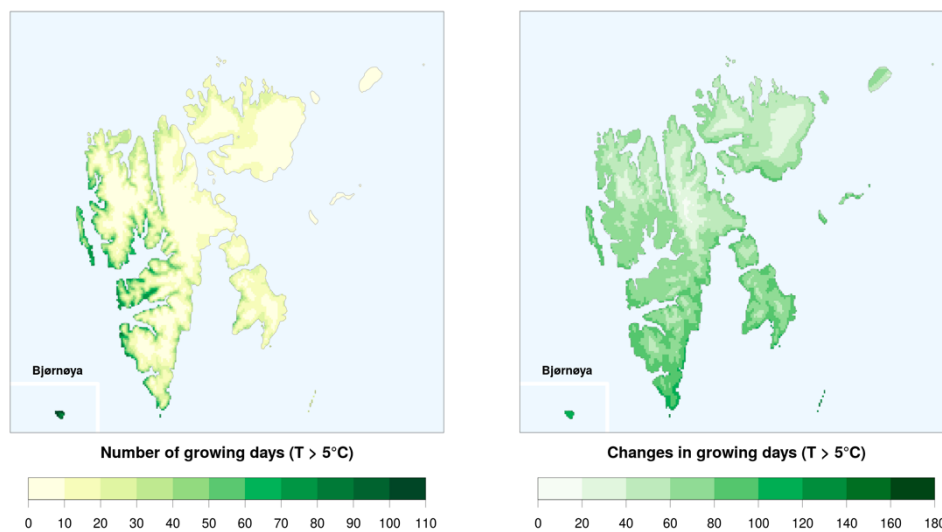 Bjørnøya
Number of growing days (T > 5°C)
0 10 20 30 40 50 60 70 80 90 100 110
Bjørnøya
Changes in growing days (T > 5°C)
0 20 40 60 80 100 120 140 160 180